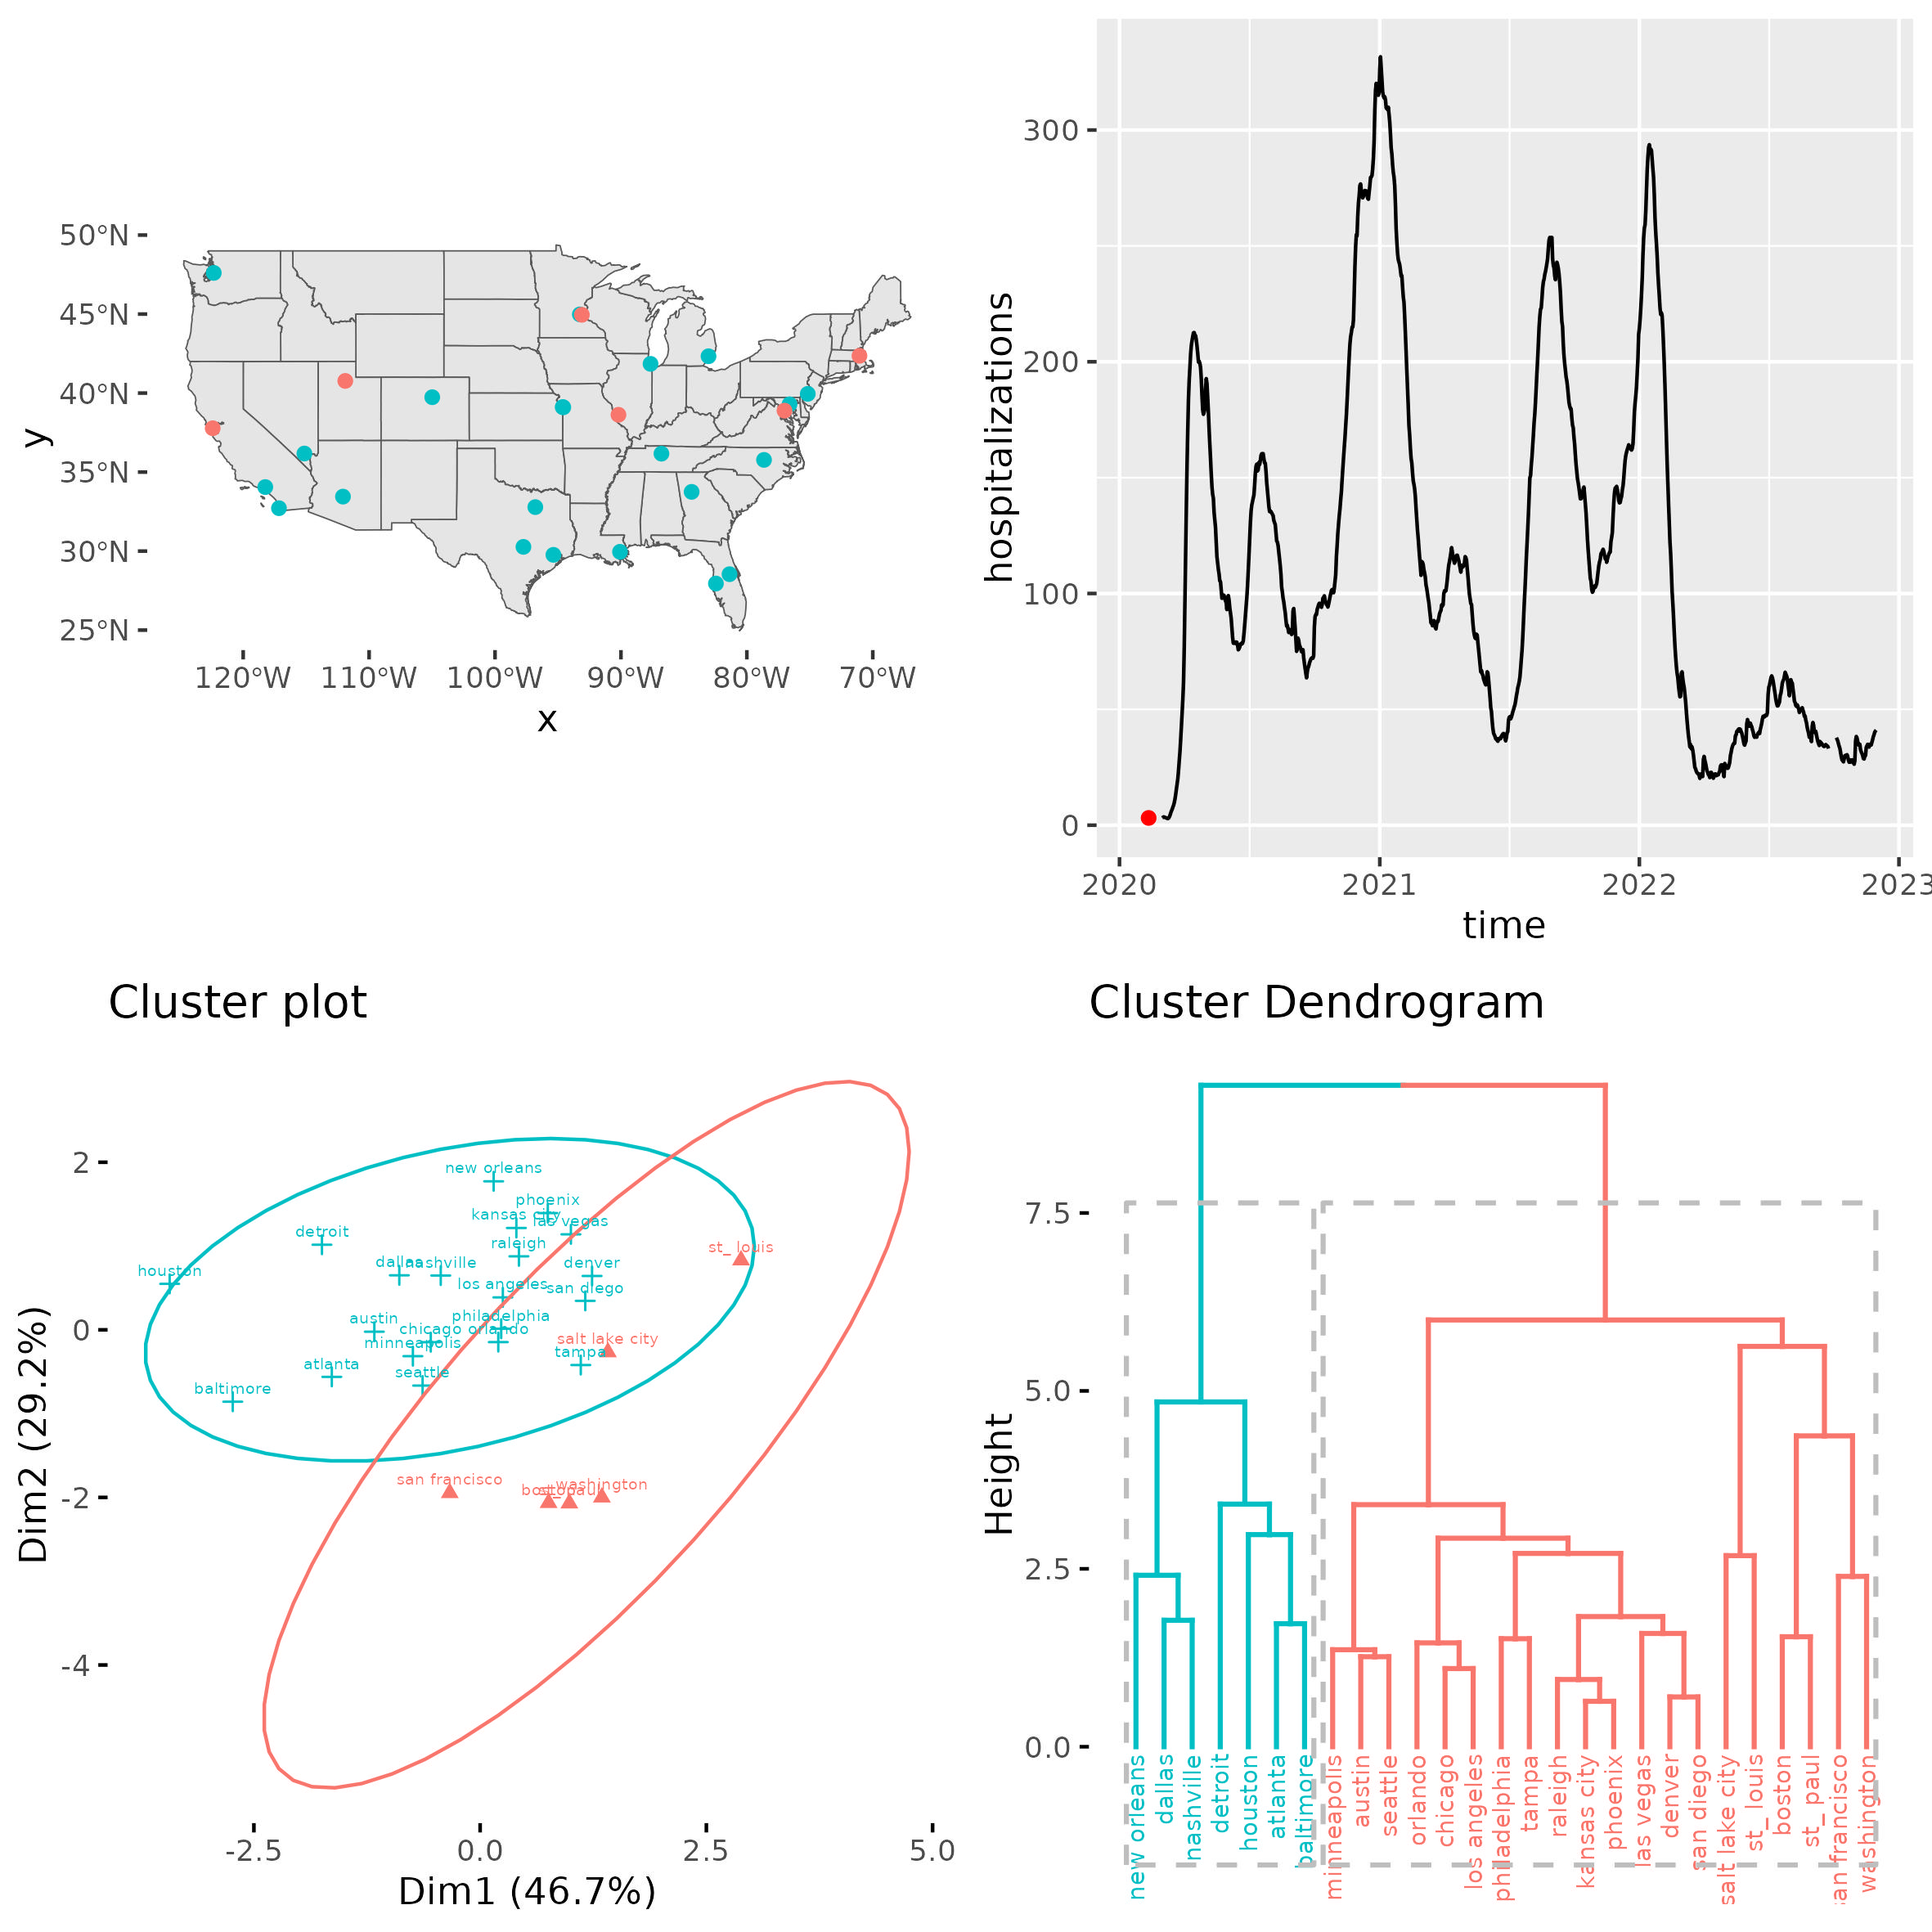 50°N
45°N
40°N
35°N
30°N
25°N
y
120°W 110°W 100°W 90°W 80°W 70°W
x
300
200
100
0
hospitalizations
2020 2021 2022 2023
time
Cluster plot
2
0
-2
-4
Dim2 (29.2%)
new orleans
phoenix
kansas city
las vegas
detroit
raleigh
st_louis
dallas
nashville
denver
houston
los angeles
san diego
philadelphia
austin
chicago
orlando
minneapolis
salt lake city
tampa
atlanta
seattle
baltimore
san francisco
washington
boston
st_paul
-2.5 0.0 2.5 5.0
Dim1 (46.7%)
Cluster Dendrogram
7.5
5.0
2.5
0.0
Height
new orleans
dallas
nashville
detroit
houston
atlanta
baltimore
minneapolis
austin
seattle
orlando
chicago
los angeles
philadelphia
tampa
raleigh
kansas city
phoenix
las vegas
denver
san diego
salt lake city
st_louis
boston
st_paul
san francisco
washington